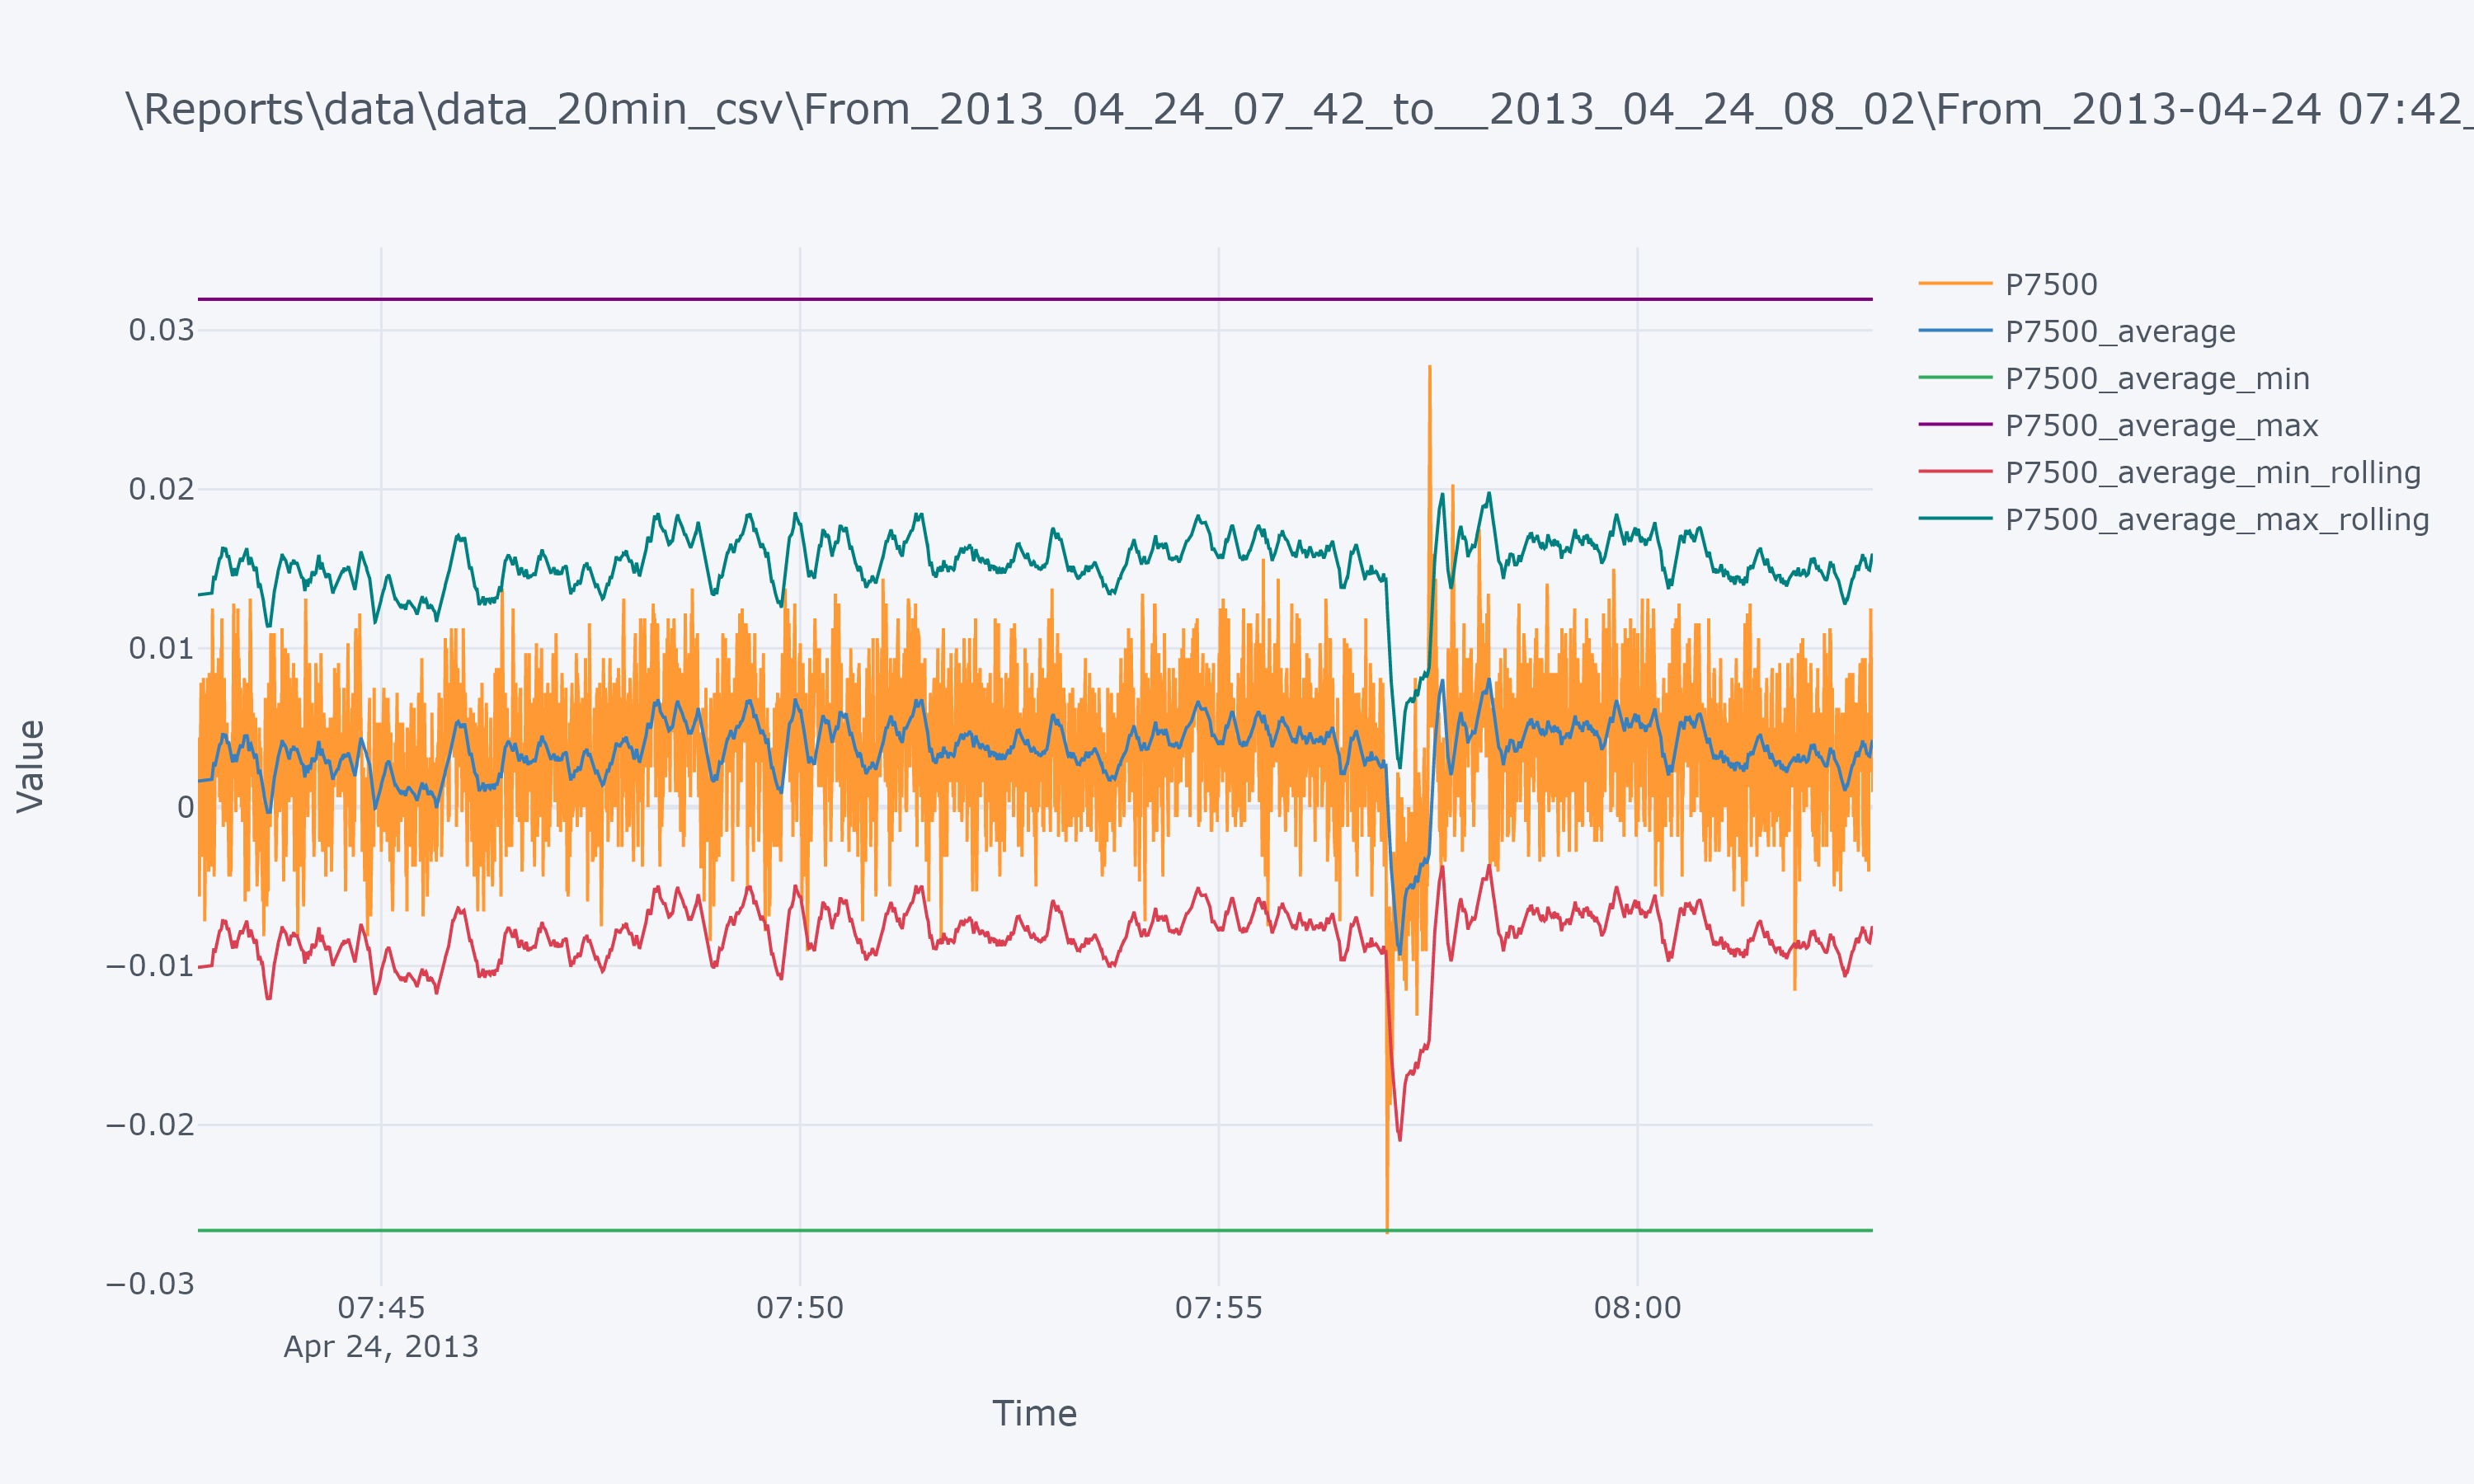 \Reports\data\data_20min_csv\From_2013_04_24_07_42_to__2013_04_24_08_02\From_2013-04-24 07:42_
P7500
P7500_average
P7500_average_min
P7500_average_max
P7500_average_min_rolling
P7500_average_max_rolling
0.03
0.02
0.01
0
−0.01
−0.02
−0.03
Value
07:45
07:50
07:55
08:00
Apr 24, 2013
Time